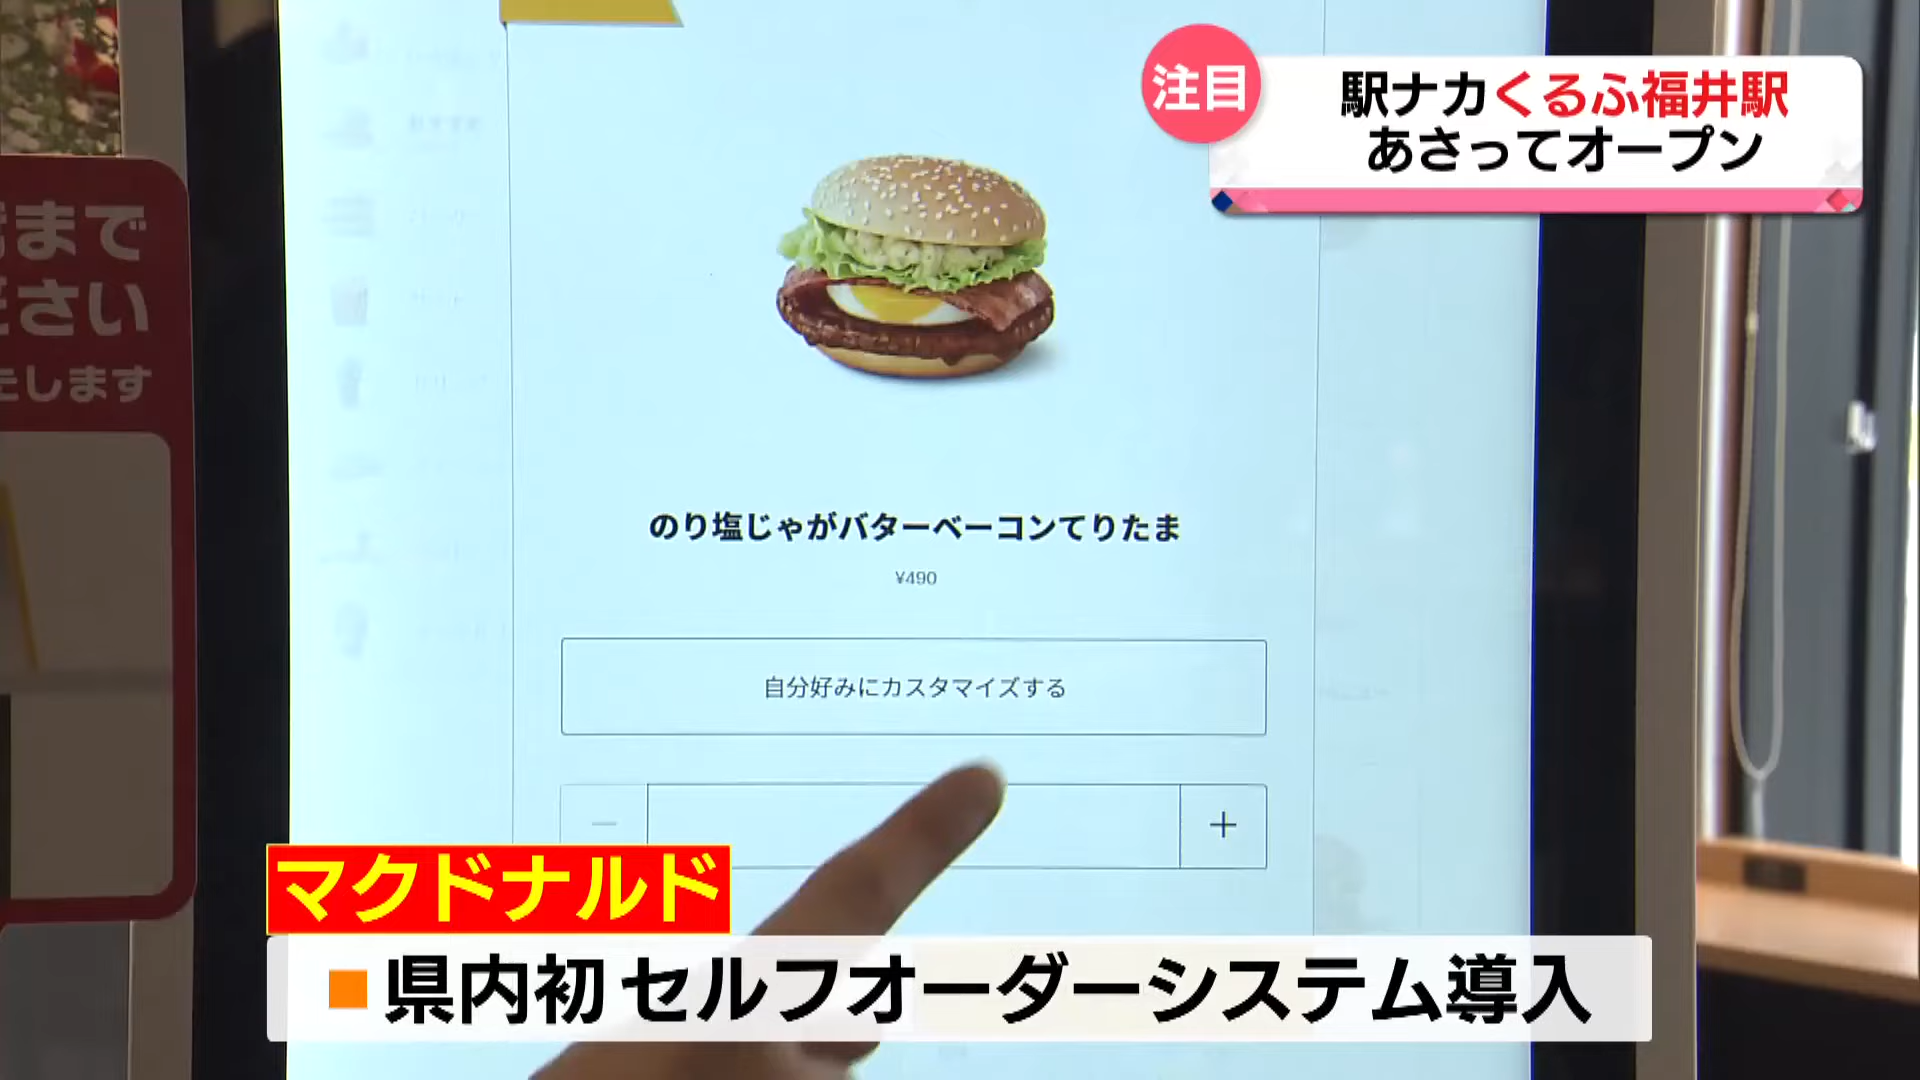 注目
駅ナカくるふ福井駅
あさってオープン
まで
さい
します
のり塩じゃがバターベーコンてりたま
¥490
自分好みにカスタマイズする
−
+
マクドナルド
■県内初 セルフオーダーシステム導入